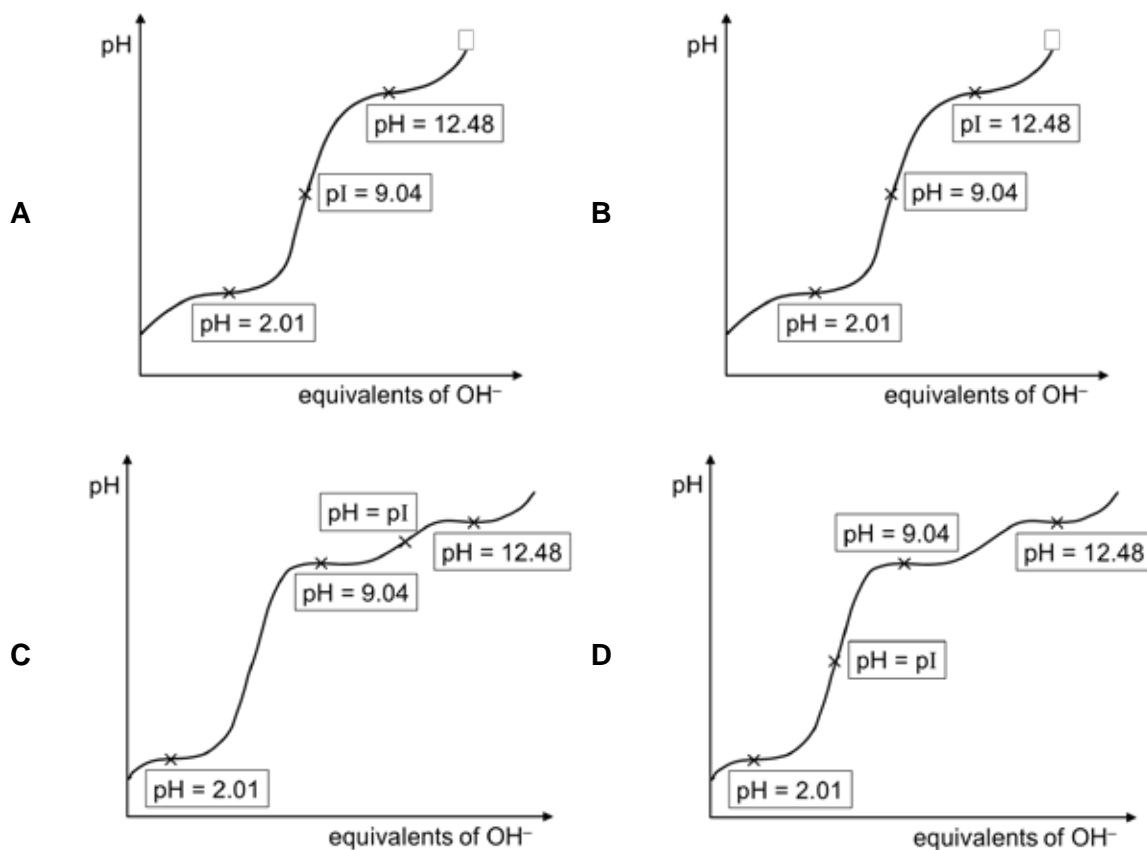 pH
pH = 12.48
pI = 9.04
A
pH = 2.01
equivalents of OH⁻
pH
pI = 12.48
pH = 9.04
B
pH = 2.01
equivalents of OH⁻
pH
pH = pI
pH = 12.48
pH = 9.04
C
pH = 2.01
equivalents of OH⁻
pH
pH = 9.04
pH = 12.48
D
pH = pI
pH = 2.01
equivalents of OH⁻